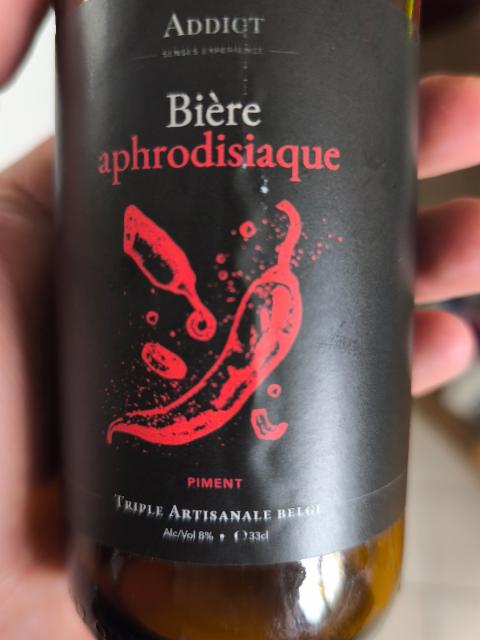 ADDICT
SENSES EXPERIENCE
Bière
aphrodisiaque
PIMENT
TRIPLE ARTISANALE BELGE
Alc/Vol 8% • 33cl